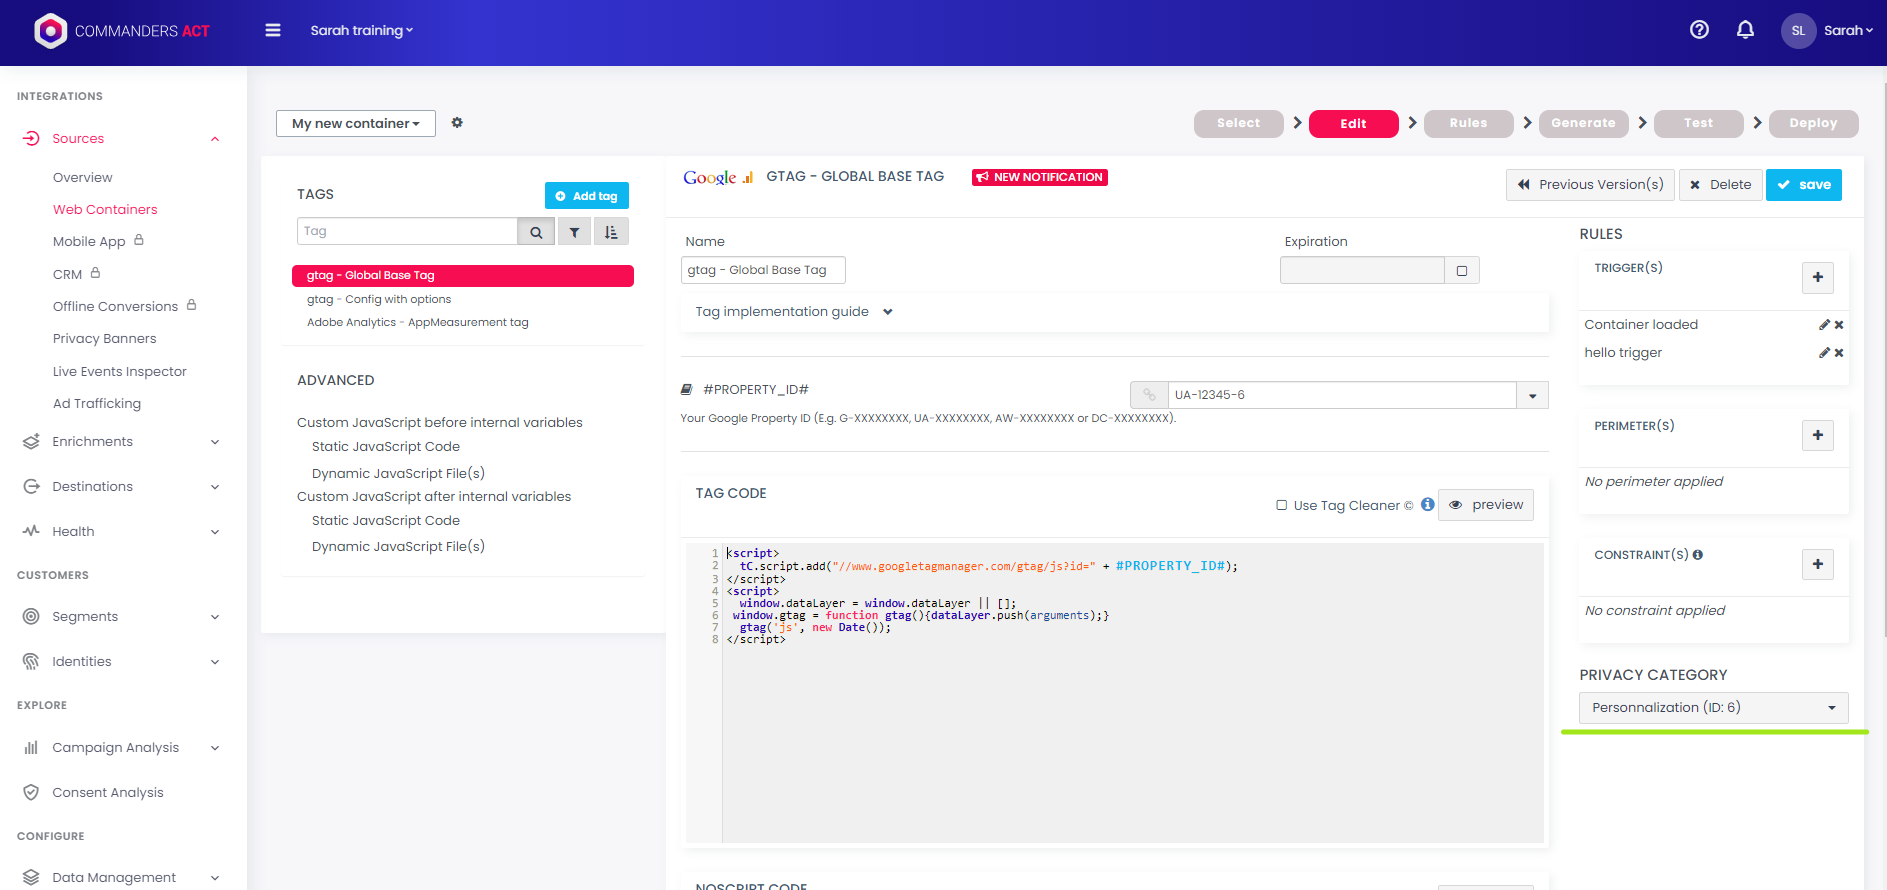 COMMANDERS ACT
Sarah training
SL
Sarah
INTEGRATIONS
Sources
Overview
Web Containers
Mobile App
CRM
Offline Conversions
Privacy Banners
Live Events Inspector
Ad Trafficking
Enrichments
Destinations
Health
CUSTOMERS
Segments
Identities
EXPLORE
Campaign Analysis
Consent Analysis
CONFIGURE
Data Management
My new container
Select
Edit
Rules
Generate
Test
Deploy
TAGS
Add tag
Tag
gtag - Global Base Tag
gtag - Config with options
Adobe Analytics - AppMeasurement tag
ADVANCED
Custom JavaScript before internal variables
Static JavaScript Code
Dynamic JavaScript File(s)
Custom JavaScript after internal variables
Static JavaScript Code
Dynamic JavaScript File(s)
Google
GTAG - GLOBAL BASE TAG
NEW NOTIFICATION
Previous Version(s)
Delete
save
Name
gtag - Global Base Tag
Expiration
Tag implementation guide
#PROPERTY_ID#
UA-12345-6
Your Google Property ID (E.g. G-XXXXXXXX, UA-XXXXXXXX, AW-XXXXXXXX or DC-XXXXXXXX).
TAG CODE
Use Tag Cleaner ©
preview
1 <script>
2 tC.script.add("//www.googletagmanager.com/gtag/js?id=" + #PROPERTY_ID#);
3 </script>
4 <script>
5 window.dataLayer = window.dataLayer || [];
6 window.gtag = function gtag(){dataLayer.push(arguments);}
7 gtag('js', new Date());
8 </script>
NOSCRIPT CODE
RULES
TRIGGER(S)
Container loaded
hello trigger
PERIMETER(S)
No perimeter applied
CONSTRAINT(S)
No constraint applied
PRIVACY CATEGORY
Personnalization (ID: 6)